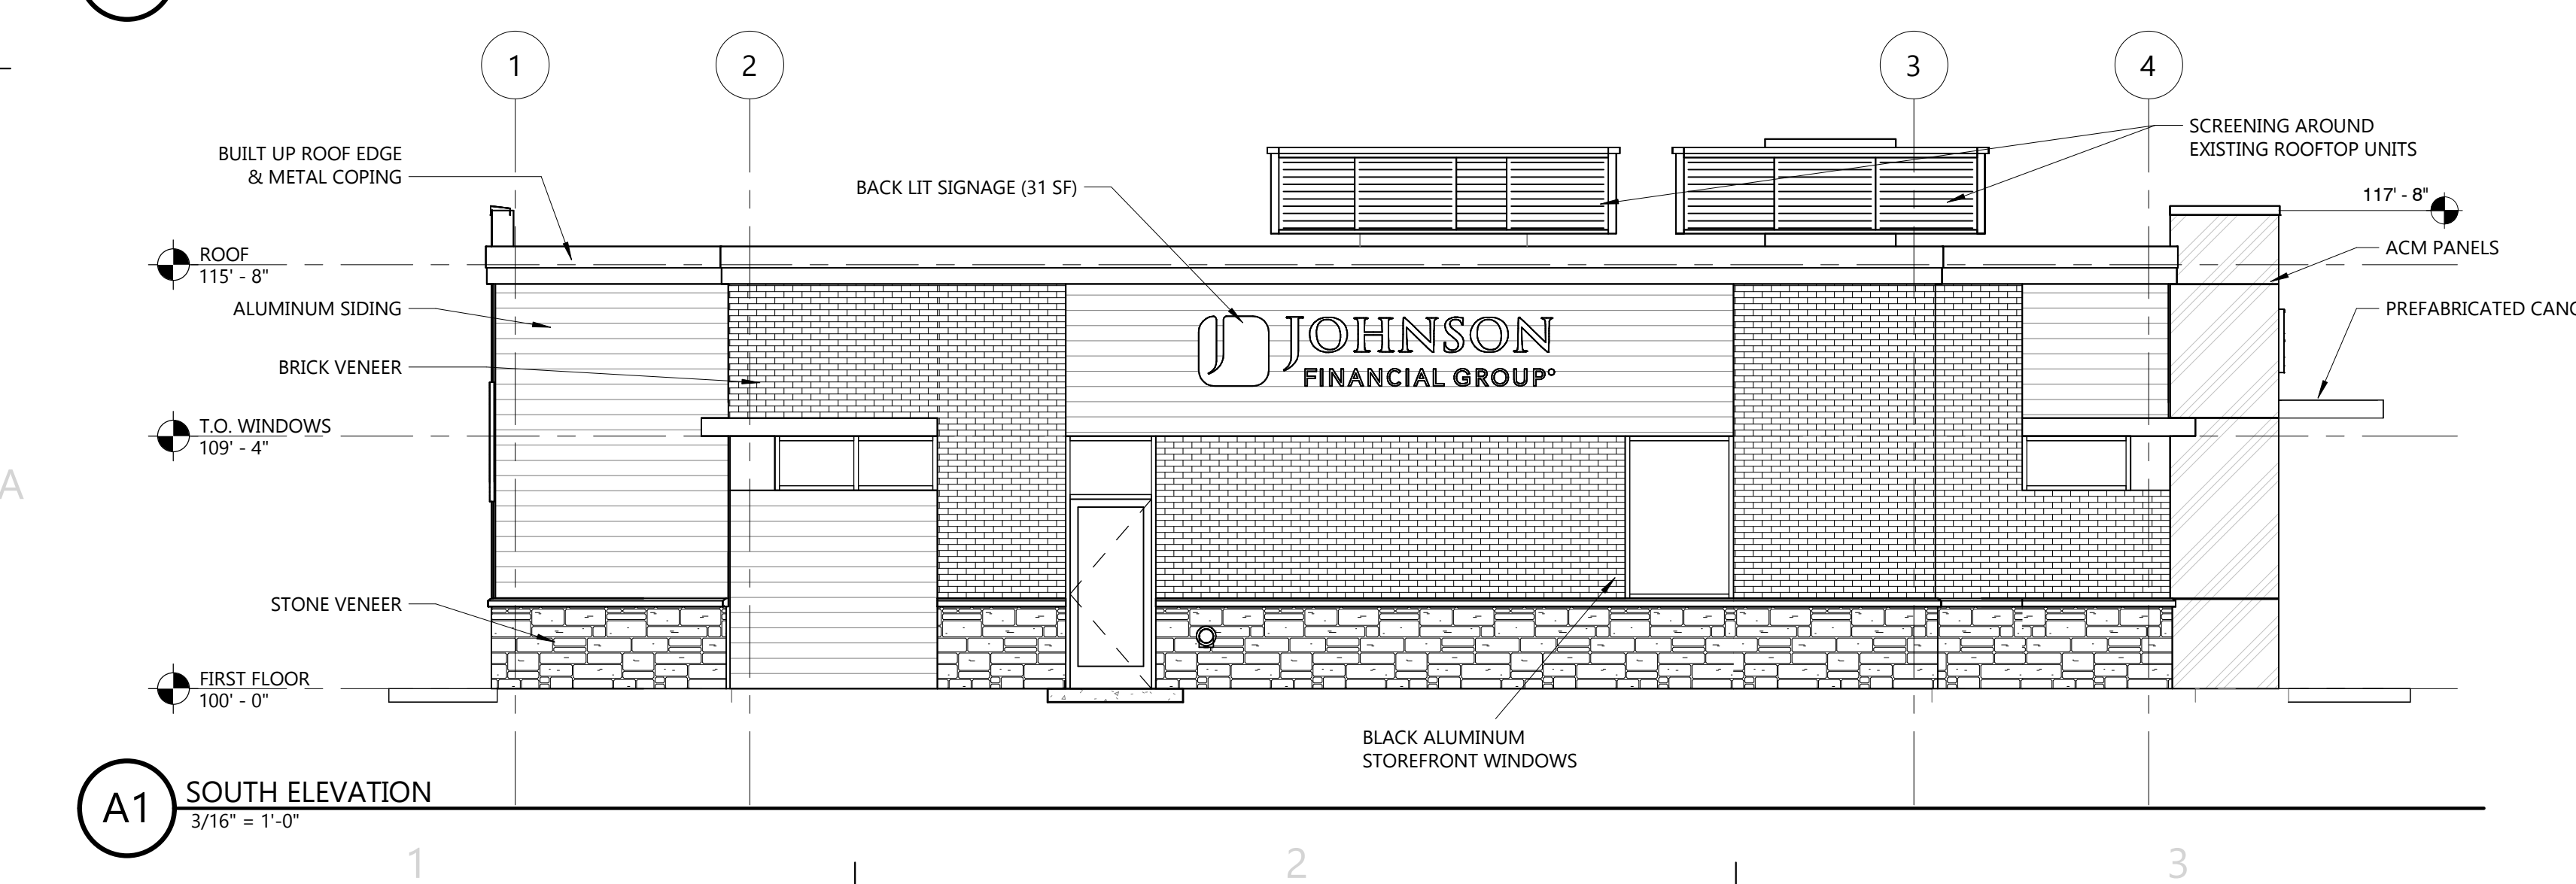 1
2
3
4
BUILT UP ROOF EDGE
& METAL COPING
BACK LIT SIGNAGE (31 SF)
SCREENING AROUND
EXISTING ROOFTOP UNITS
117' - 8"
ROOF
115' - 8"
ACM PANELS
ALUMINUM SIDING
PREFABRICATED
JOHNSON
FINANCIAL GROUP
BRICK VENEER
T.O. WINDOWS
109' - 4"
A
STONE VENEER
FIRST FLOOR
100' - 0"
BLACK ALUMINUM
STOREFRONT WINDOWS
A1
SOUTH ELEVATION
3/16" = 1'-0"
1
2
3